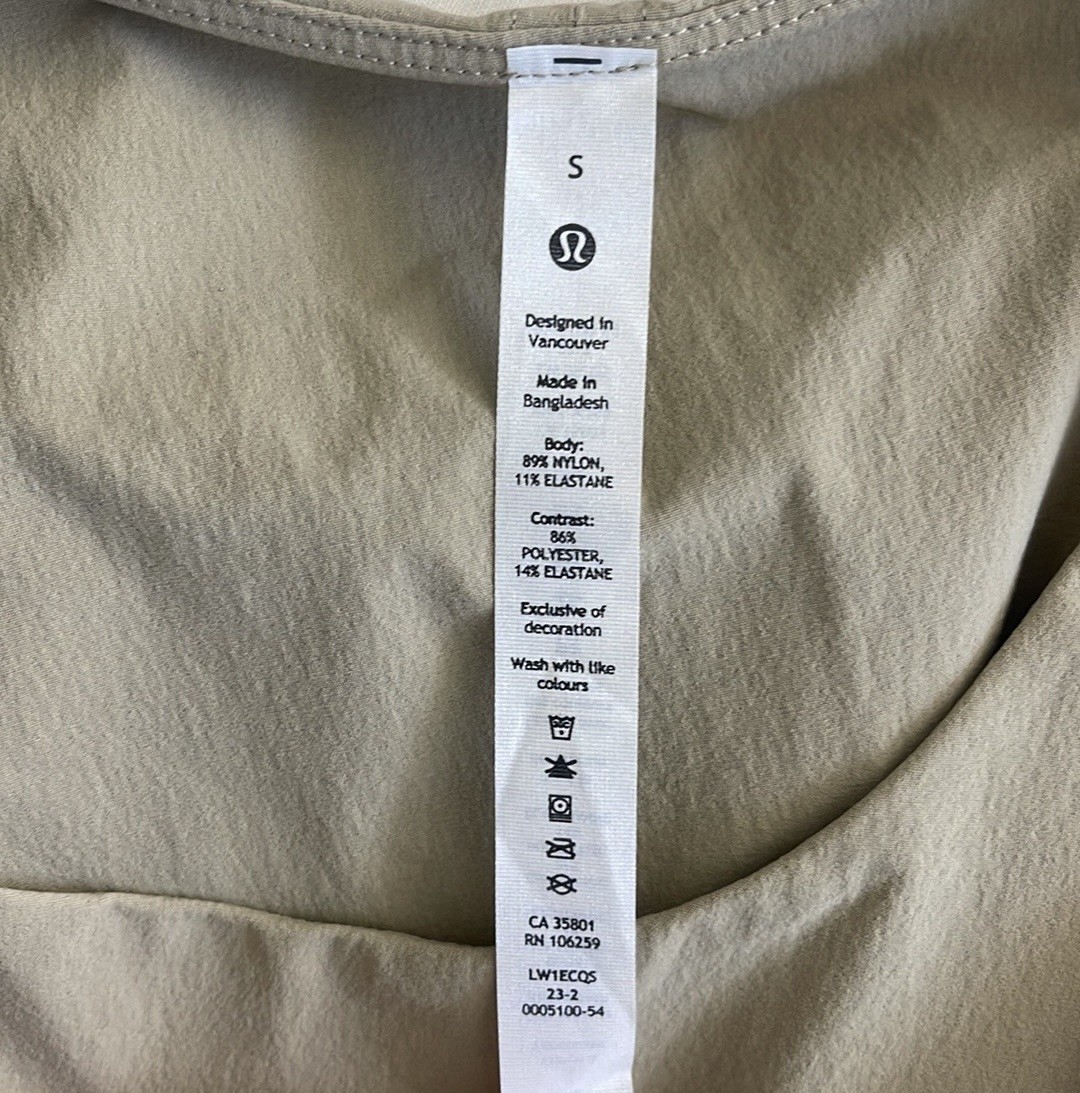 S
Designed in
Vancouver
Made in
Bangladesh
Body:
89% NYLON,
11% ELASTANE
Contrast:
86%
POLYESTER,
14% ELASTANE
Exclusive of
decoration
Wash with like
colours
CA 35801
RN 106259
LW1ECQS
23-2
0005100-54